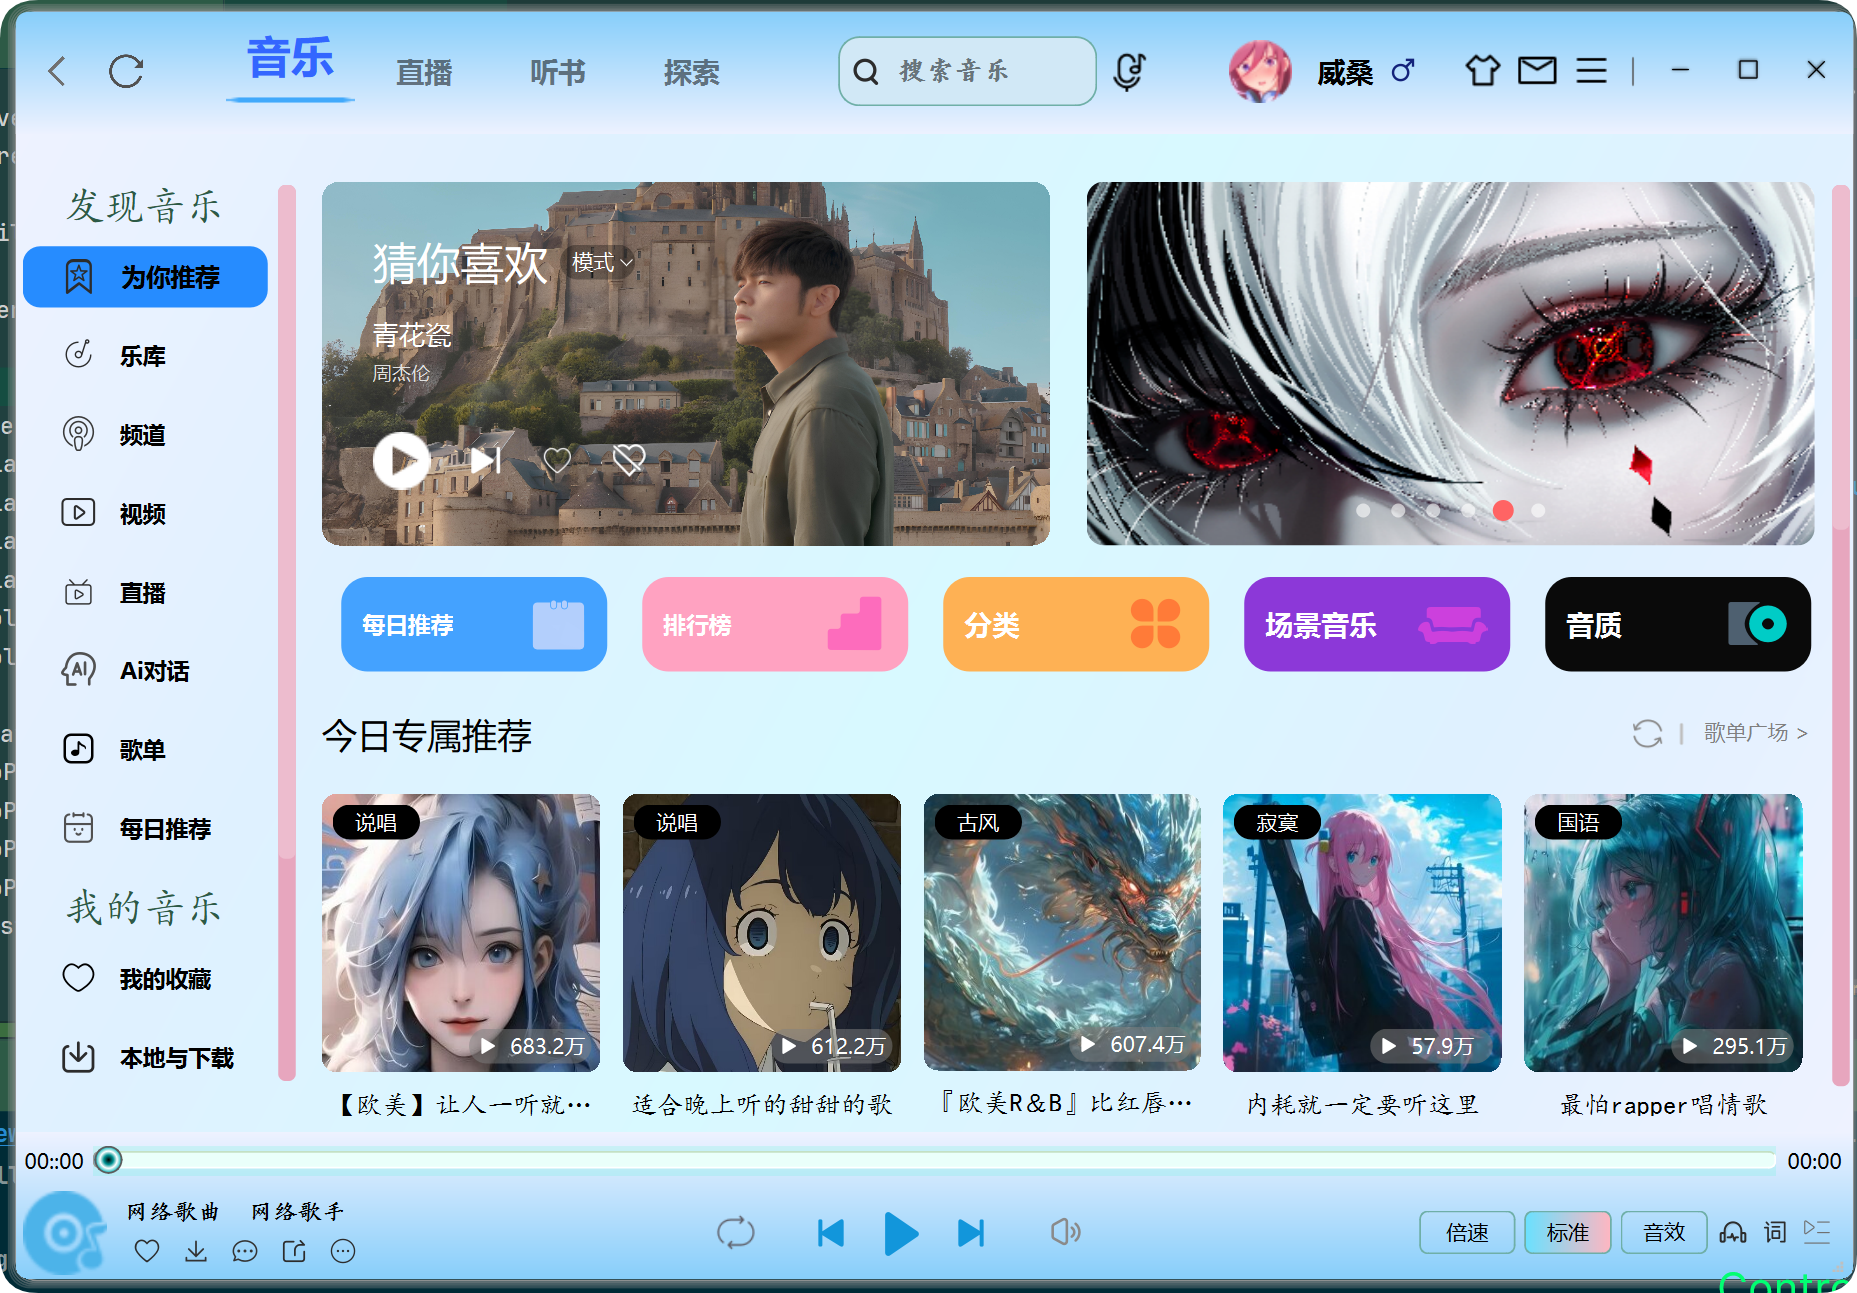 音乐
直播
听书
探索
搜索音乐
威桑
发现音乐
为你推荐
乐库
频道
视频
直播
Ai对话
歌单
每日推荐
我的音乐
我的收藏
本地与下载
猜你喜欢
模式
青花瓷
周杰伦
每日推荐
排行榜
分类
场景音乐
音质
今日专属推荐
歌单广场 >
说唱
683.2万
【欧美】让人一听就…
说唱
612.2万
适合晚上听的甜甜的歌
古风
607.4万
『欧美R&B』比红唇…
寂寞
57.9万
内耗就一定要听这里
国语
295.1万
最怕rapper唱情歌
00::00
00:00
网络歌曲 网络歌手
倍速
标准
音效
词